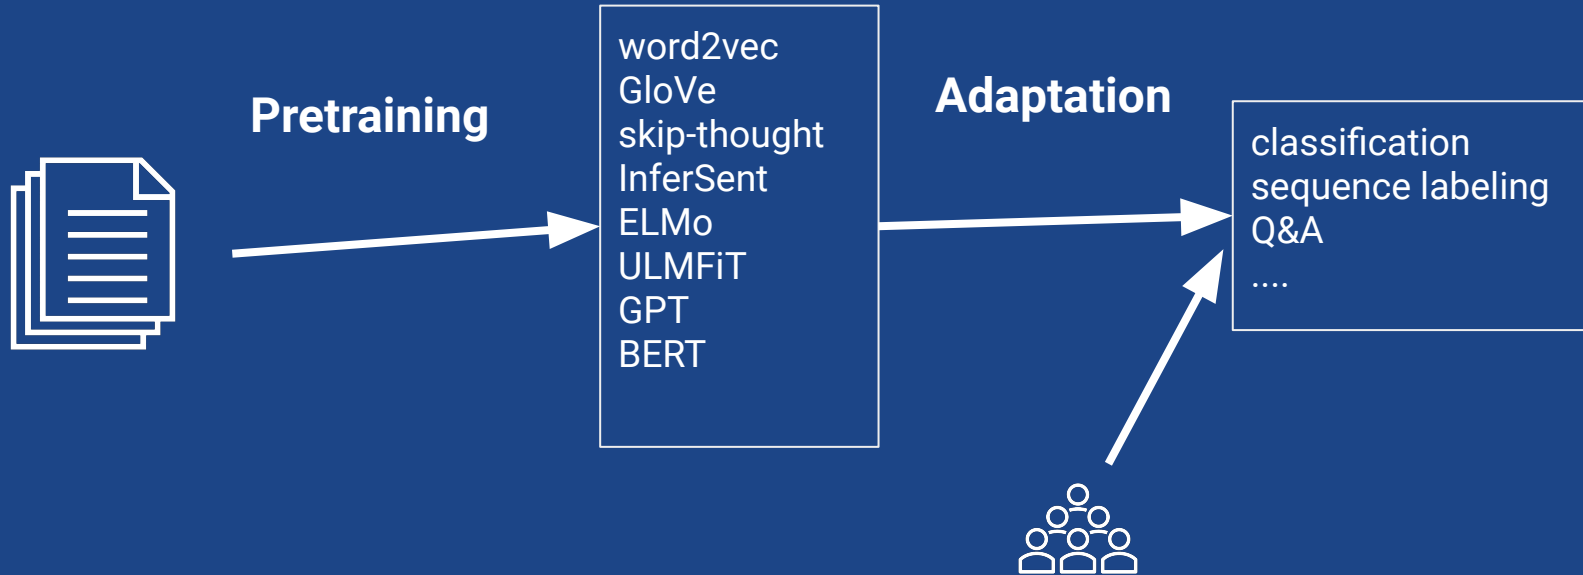 Pretraining
word2vec
GloVe
skip-thought
InferSent
ELMo
ULMFiT
GPT
BERT
Adaptation
classification
sequence labeling
Q&A
....